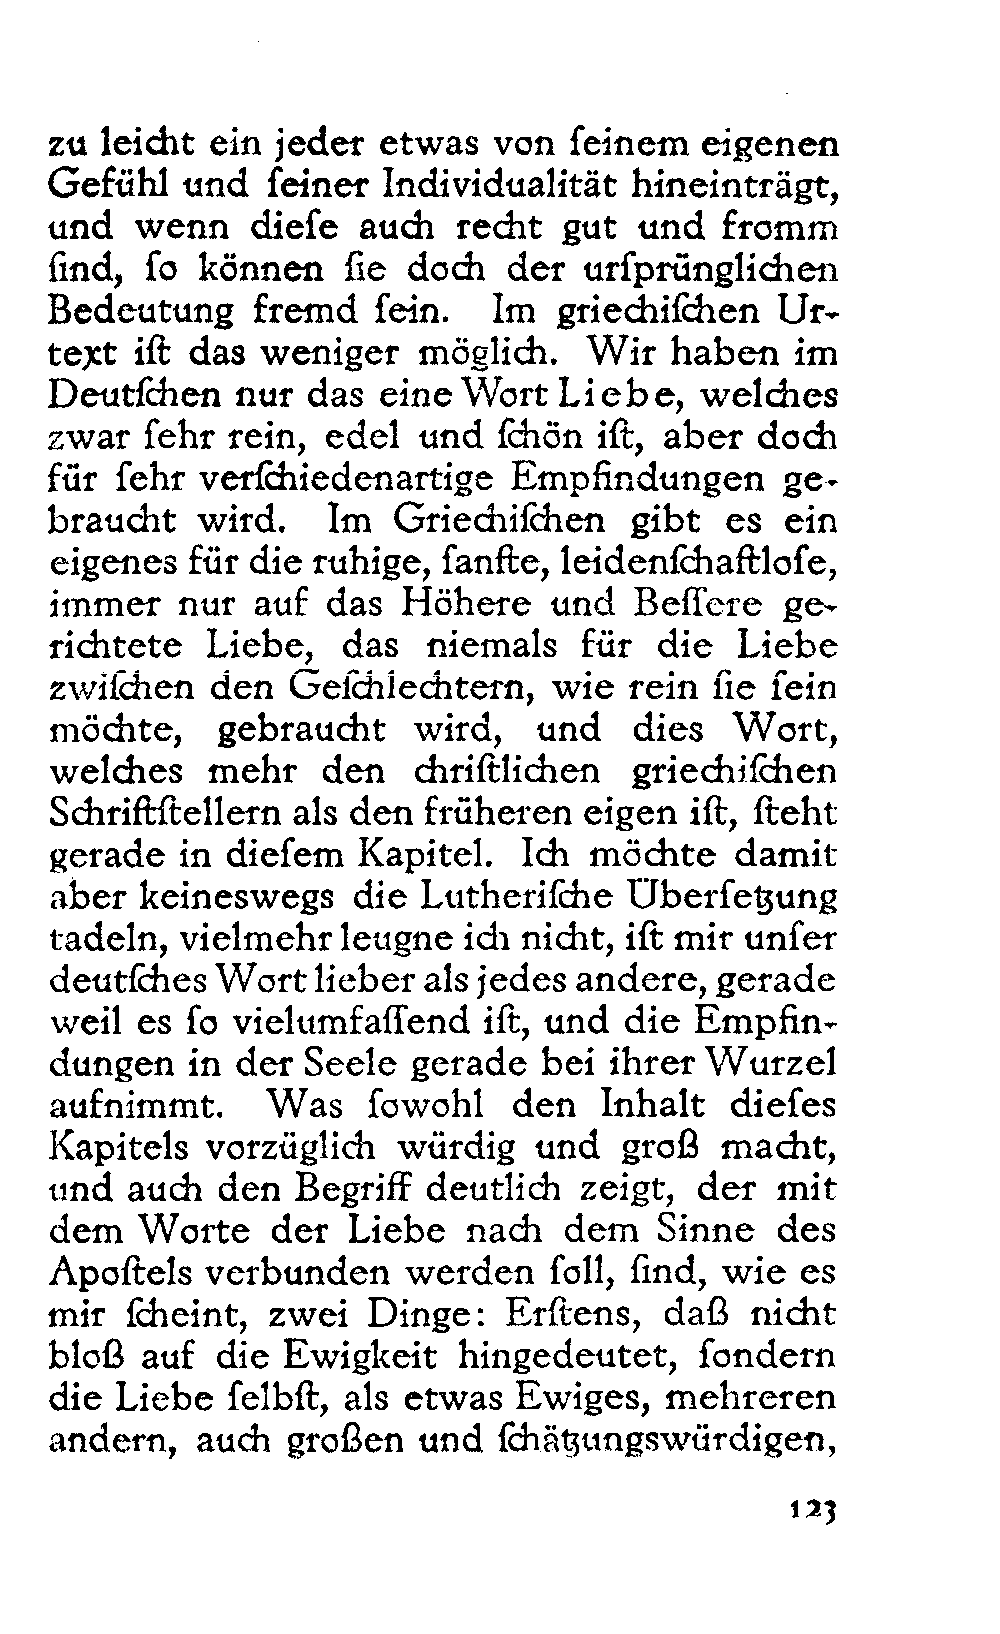 zu leicht ein jeder etwas von ſeinem eigenen
Gefühl und ſeiner Individualität hineinträgt,
und wenn dieſe auch recht gut und fromm
ſind, ſo können ſie doch der urſprünglichen
Bedeutung fremd ſein. Im griechiſchen Ur-
text iſt das weniger möglich. Wir haben im
Deutſchen nur das eine Wort Liebe, welches
zwar ſehr rein, edel und ſchön iſt, aber doch
für ſehr verſchiedenartige Empfindungen ge-
braucht wird. Im Griechiſchen gibt es ein
eigenes für die ruhige, ſanfte, leidenſchaftloſe,
immer nur auf das Höhere und Beſſere ge-
richtete Liebe, das niemals für die Liebe
zwiſchen den Geſchlechtern, wie rein ſie ſein
möchte, gebraucht wird, und dies Wort,
welches mehr den chriſtlichen griechiſchen
Schriftſtellern als den früheren eigen iſt, ſteht
gerade in dieſem Kapitel. Ich möchte damit
aber keineswegs die Lutheriſche Überſetzung
tadeln, vielmehr leugne ich nicht, iſt mir unſer
deutſches Wort lieber als jedes andere, gerade
weil es ſo vielumfaſſend iſt, und die Empfin-
dungen in der Seele gerade bei ihrer Wurzel
aufnimmt. Was ſowohl den Inhalt dieſes
Kapitels vorzüglich würdig und groß macht,
und auch den Begriff deutlich zeigt, der mit
dem Worte der Liebe nach dem Sinne des
Apoſtels verbunden werden ſoll, ſind, wie es
mir ſcheint, zwei Dinge: Erſtens, daß nicht
bloß auf die Ewigkeit hingedeutet, ſondern
die Liebe ſelbſt, als etwas Ewiges, mehreren
andern, auch großen und ſchätzungswürdigen,
123